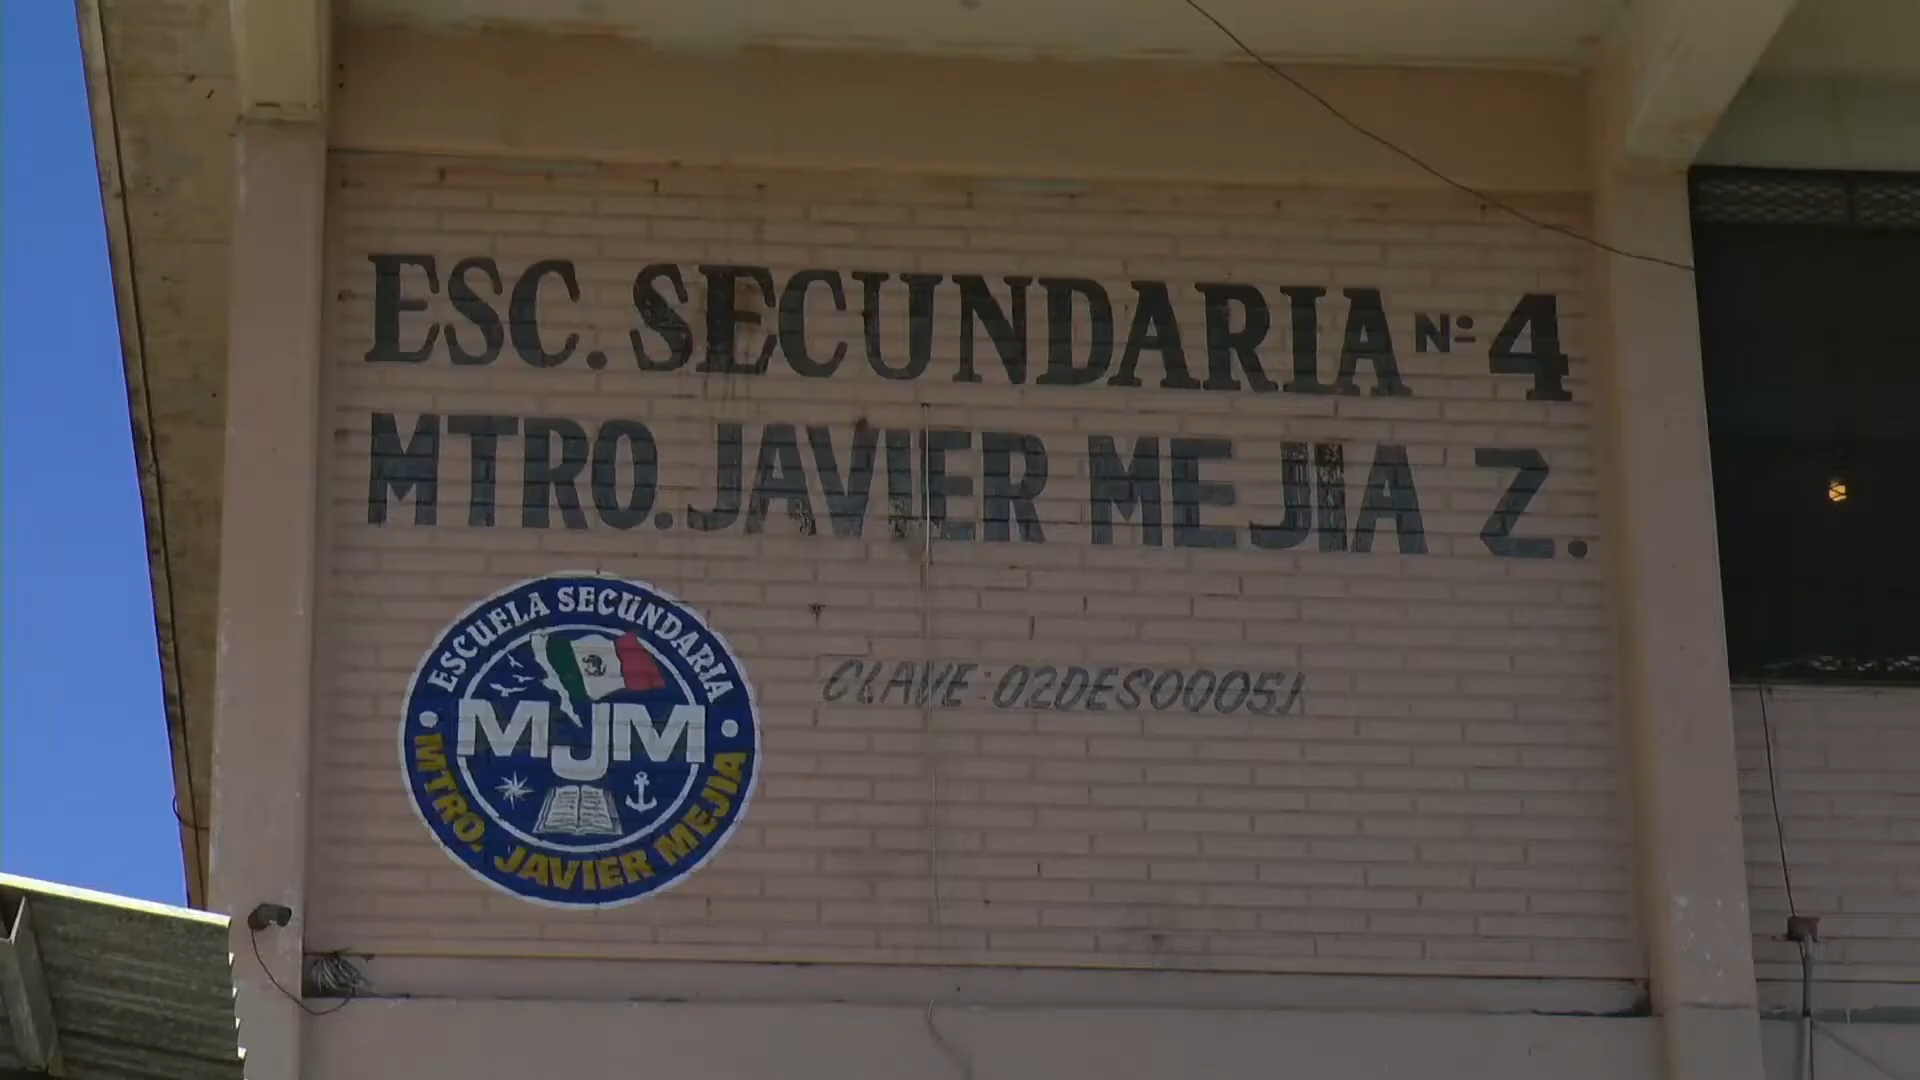 ESC. SECUNDARIA Nº 4
MTRO. JAVIER MEJIA Z.
ESCUELA SECUNDARIA
MJM
MTRO. JAVIER MEJIA
CLAVE: 02DES0005J